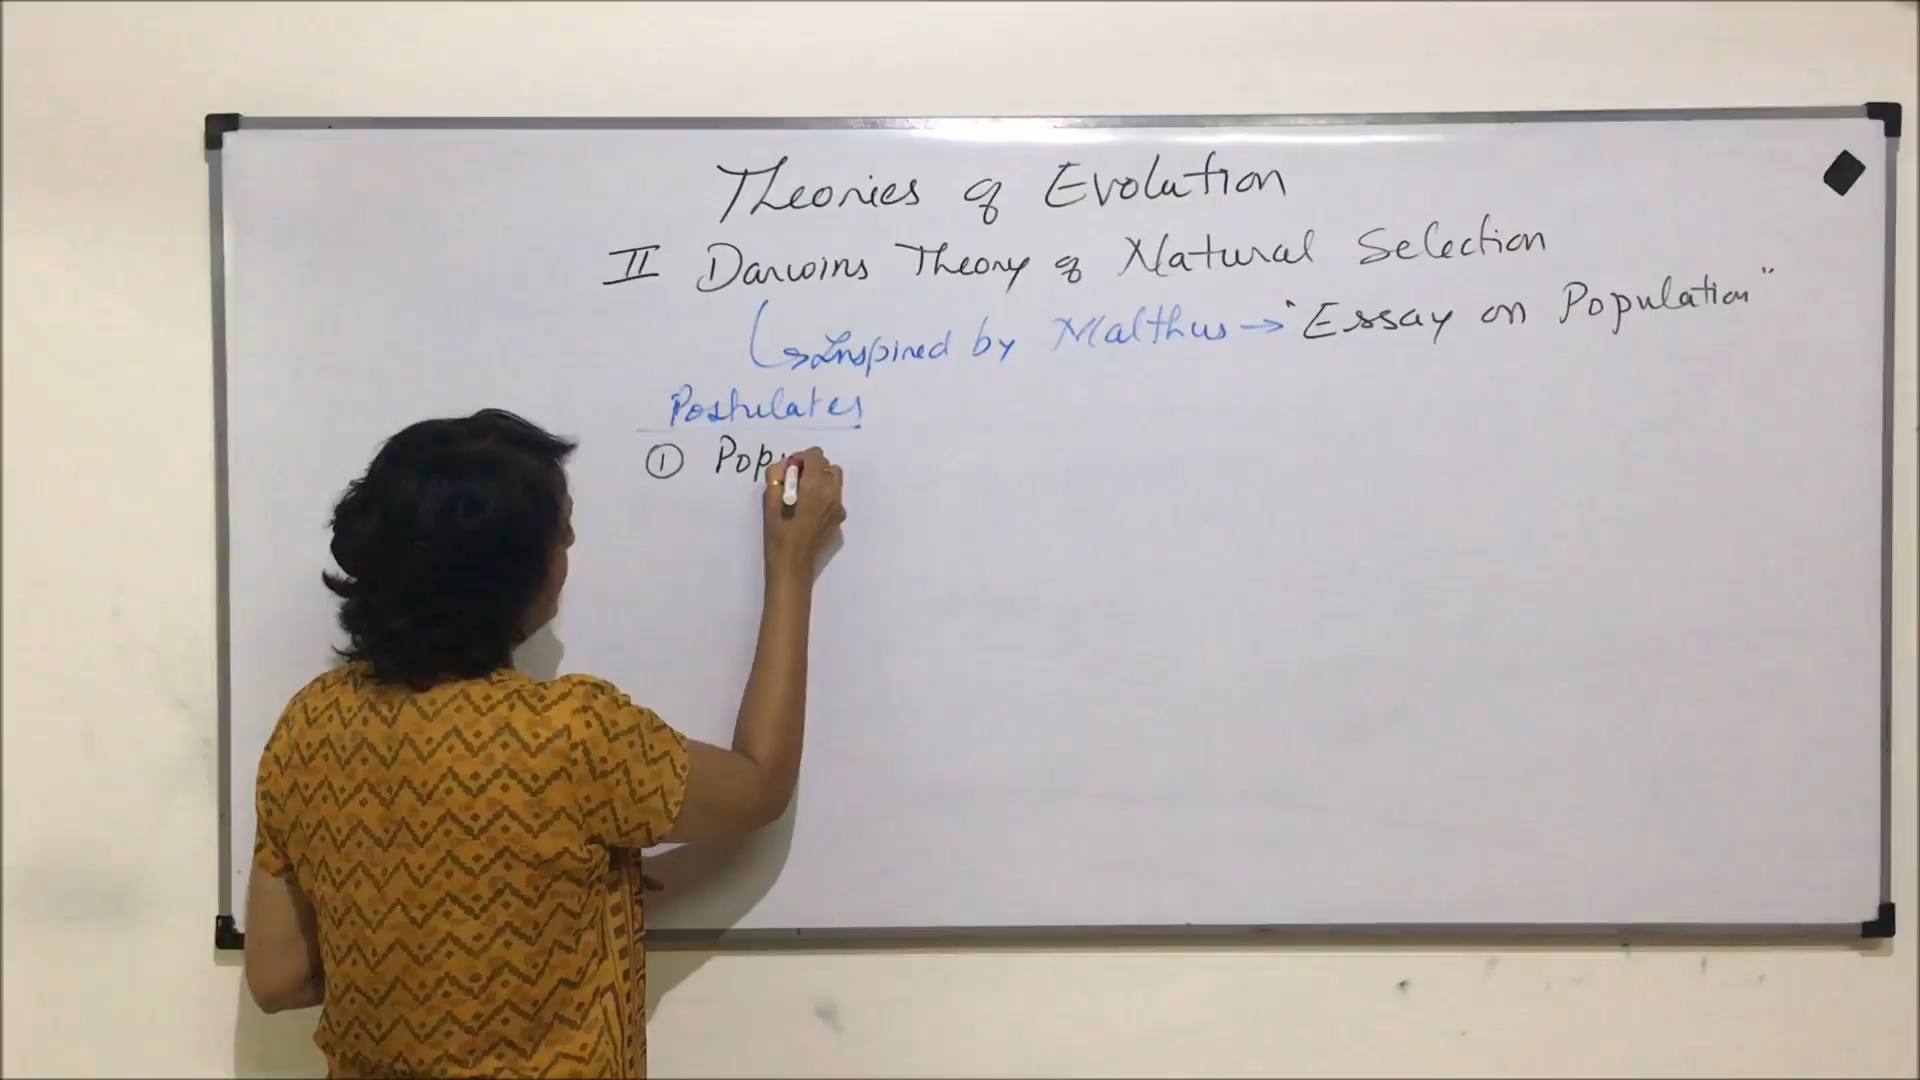 Theories of Evolution
II Darwins Theory of Natural Selection
Inspired by Malthus → "Essay on Population"
Postulates
① Pop